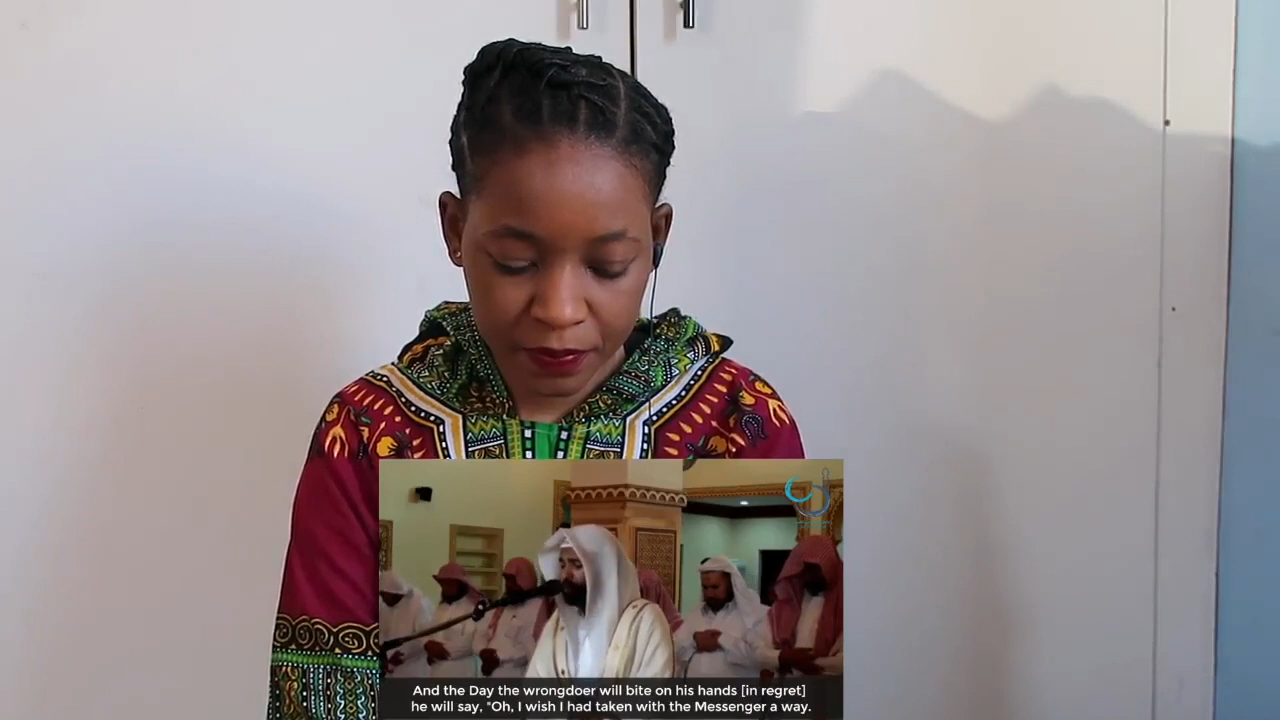 And the Day the wrongdoer will bite on his hands [in regret]
he will say, "Oh, I wish I had taken with the Messenger a way.